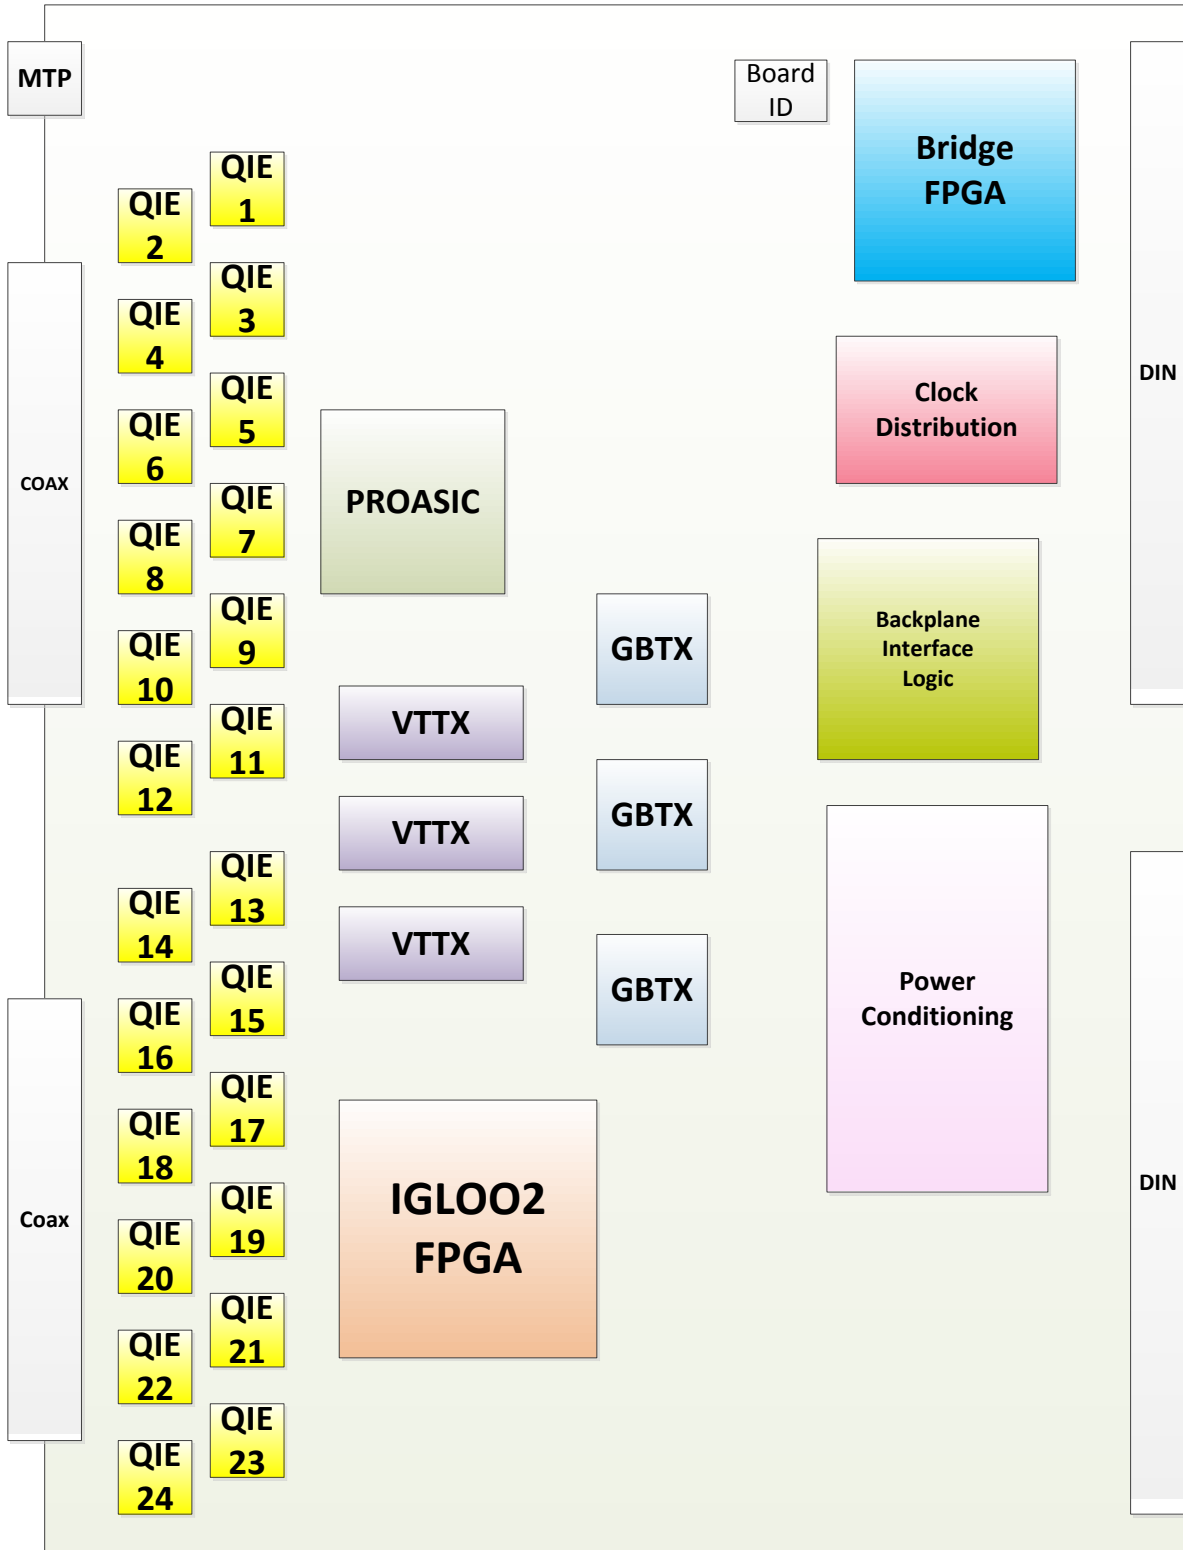 MTP
Board
ID
Bridge
FPGA
QIE
1
QIE
2
QIE
3
QIE
4
QIE
5
QIE
6
QIE
7
QIE
8
QIE
9
QIE
10
QIE
11
QIE
12
QIE
13
QIE
14
QIE
15
QIE
16
QIE
17
QIE
18
QIE
19
QIE
20
QIE
21
QIE
22
QIE
23
QIE
24
COAX
Coax
PROASIC
VTTX
VTTX
VTTX
IGLOO2
FPGA
GBTX
GBTX
GBTX
Clock
Distribution
Backplane
Interface
Logic
Power
Conditioning
DIN
DIN